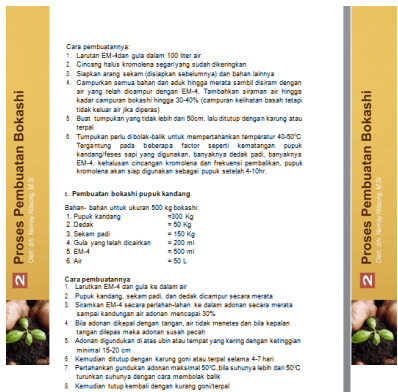 Cara pembuatannya:
1. Larutan EM-4dan gula dalam 100 liter air
2. Cincang halus kromolena segar/yang sudah dikeringkan
3. Siapkan arang sekam (disiapkan sebelumnya) dan bahan lainnya
4. Campurkan semua bahan dan aduk hingga merata sambil disiram dengan
air yang telah dicampur dengan EM-4. Tambahkan siraman air hingga
kadar campuran bokashi hingga 30-40% (campuran kelihatan basah tetapi
tidak keluar air jika diperas)
5. Buat tumpukan yang tidak lebih dari 50cm, lalu ditutup dengan karung atau
terpal
6. Tumpukan perlu dibolak-balik untuk mempertahankan temperatur 40-50°C
Tergantung pada beberapa factor seperti kematangan pupuk
kandang/feses sapi yang digunakan, banyaknya dedak padi, banyaknya
EM-4, kehalusan cincangan kromolena dan frekuensi pembalikan, pupuk
kromolena akan siap digunakan sebagai pupuk setelah 4-10hr.
Pembuatan bokashi pupuk kandang
Bahan- bahan untuk ukuran 500 kg bokashi:
1. Pupuk kandang =300 Kg
2. Dedak = 50 Kg
3. Sekam padi = 150 Kg
4. Gula yang telah dicairkan = 200 ml
5. EM-4 = 500 ml
6. Air = 50 L
Cara pembuatannya
1. Larutkan EM-4 dan gula ke dalam air
2. Pupuk kandang, sekam padi, dan dedak dicampur secara merata
3. Siramkan EM-4 secara perlahan-lahan ke dalam adonan secara merata
sampai kandungan air adonan mencapai 30%
4. Bila adonan dikepal dengan tangan, air tidak menetes dan bila kepalan
tangan dilepas maka adonan susah pecah
5. Adonan digundukan di atas ubin atau tempat yang kering dengan ketinggian
minimal 15-20 cm
6. Kemudian ditutup dengan karung goni atau terpal selama 4-7 hari
7. Pertahankan gundukan adonan maksimal 50°C, bila suhunya lebih dari 50°C
turunkan suhunya dengan cara membolak balik
8. Kemudian tutup kembali dengan kurang goni/terpal
2 Proses Pembuatan Bokashi
Oleh: drh. Nemay Ndaong, M.Si
2 Proses Pembuatan Bokashi
Oleh: drh. Nemay Ndaong, M.Si